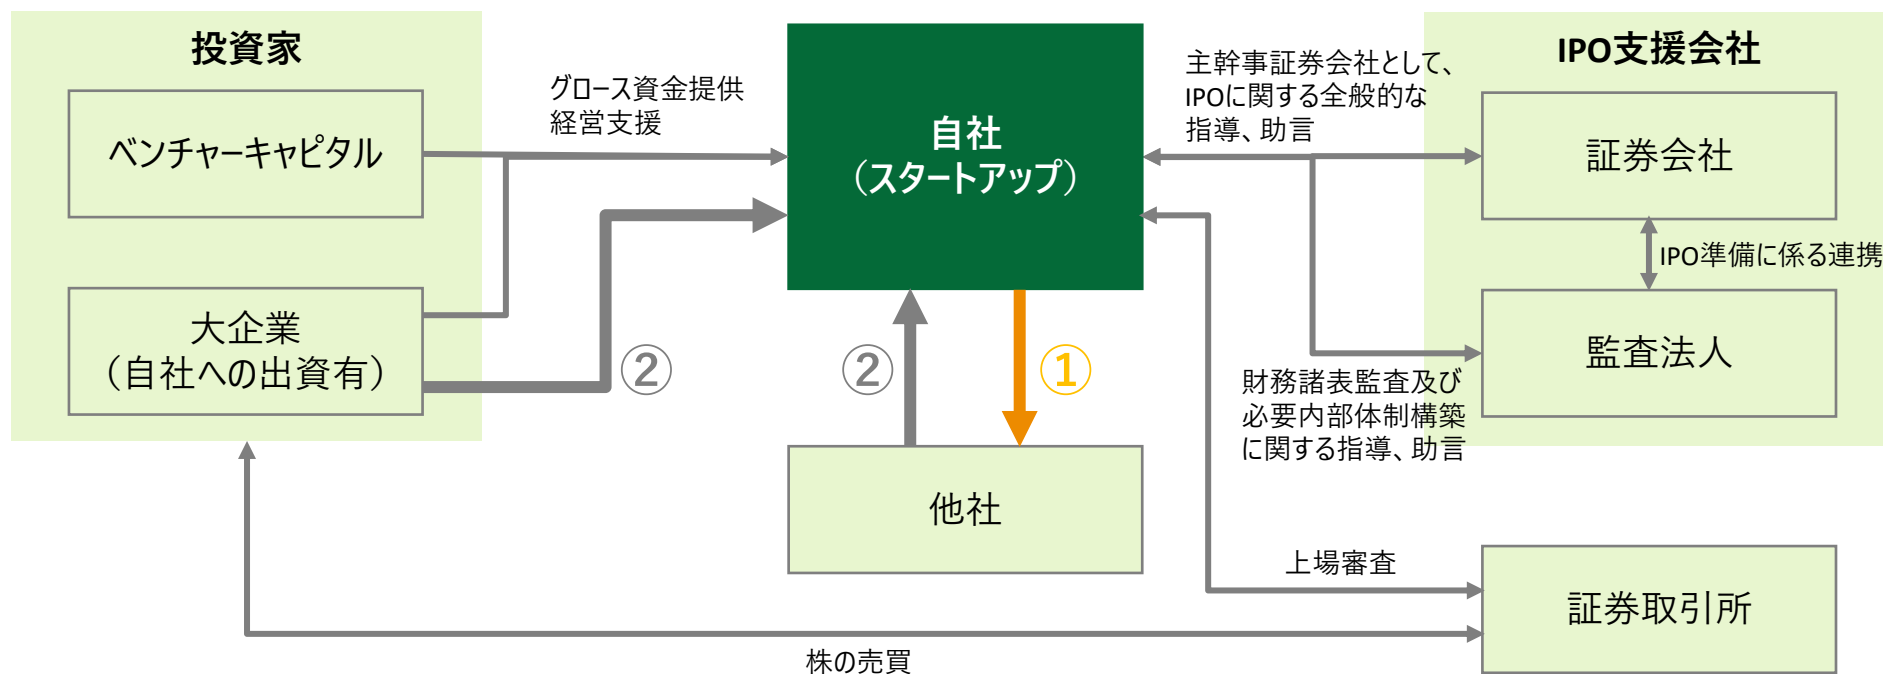 投資家
ベンチャーキャピタル
大企業
（自社への出資有）
グロース資金提供
経営支援
自社
（スタートアップ）
②
②
①
他社
主幹事証券会社として、
IPOに関する全般的な
指導、助言
IPO支援会社
証券会社
IPO準備に係る連携
監査法人
財務諸表監査及び
必要内部体制構築
に関する指導、助言
上場審査
証券取引所
株の売買